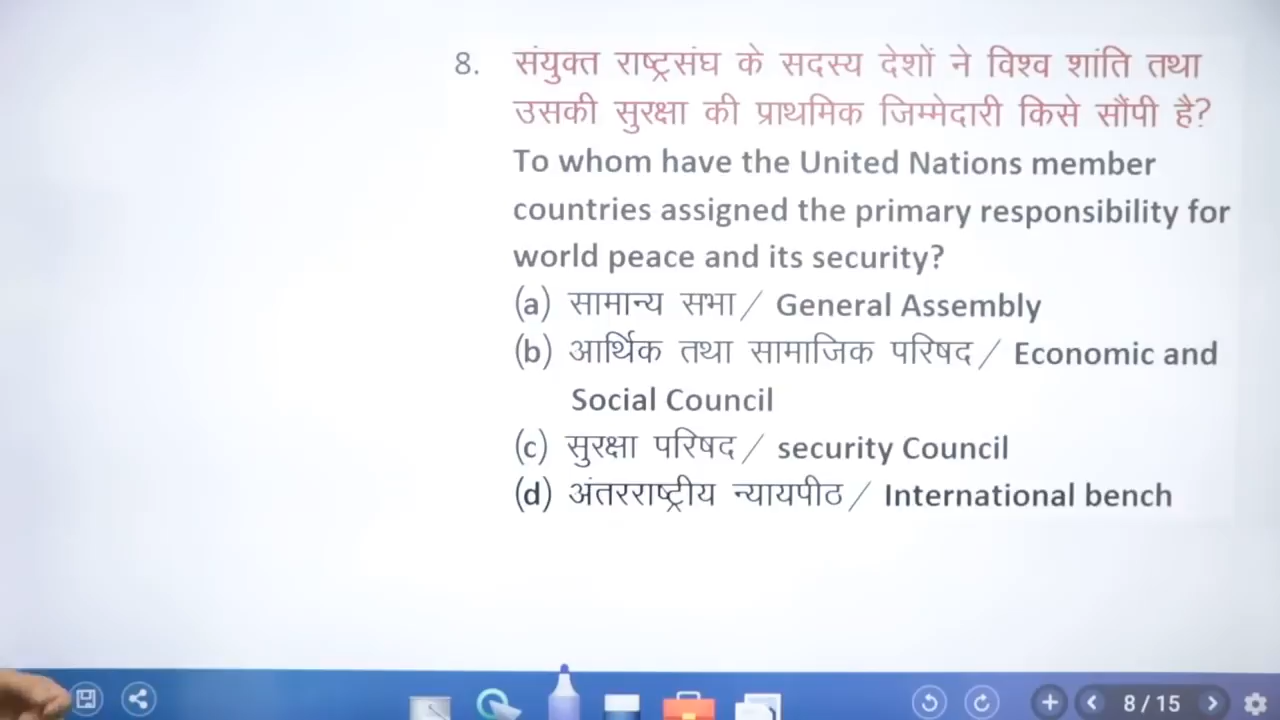 8. संयुक्त राष्ट्रसंघ के सदस्य देशों ने विश्व शांति तथा
उसकी सुरक्षा की प्राथमिक जिम्मेदारी किसे सौंपी है?
To whom have the United Nations member
countries assigned the primary responsibility for
world peace and its security?
(a) सामान्य सभा/ General Assembly
(b) आर्थिक तथा सामाजिक परिषद/ Economic and
Social Council
(c) सुरक्षा परिषद/ security Council
(d) अंतरराष्ट्रीय न्यायपीठ/ International bench
8 / 15